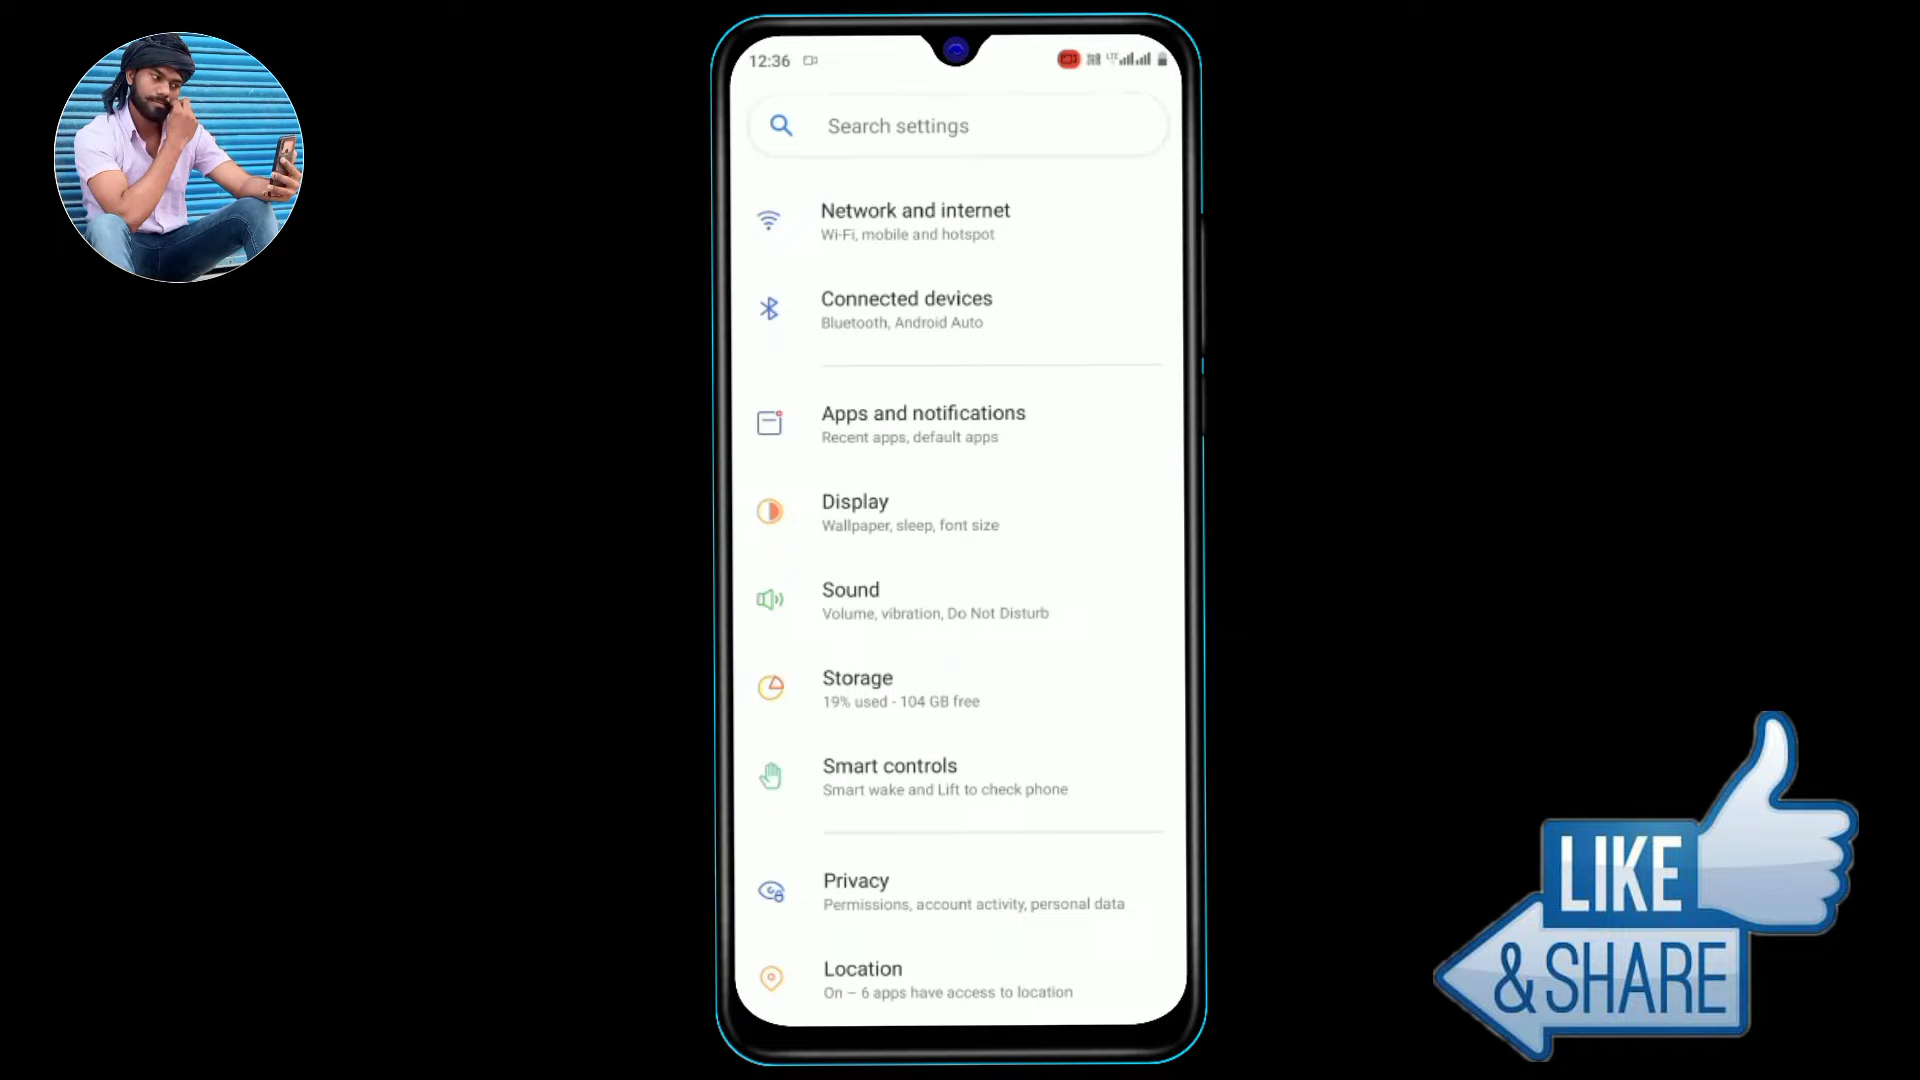 12:36
LTE
Search settings
Network and internet
Wi-Fi, mobile and hotspot
Connected devices
Bluetooth, Android Auto
Apps and notifications
Recent apps, default apps
Display
Wallpaper, sleep, font size
Sound
Volume, vibration, Do Not Disturb
Storage
19% used - 104 GB free
Smart controls
Smart wake and Lift to check phone
Privacy
Permissions, account activity, personal data
Location
On – 6 apps have access to location
LIKE
& SHARE